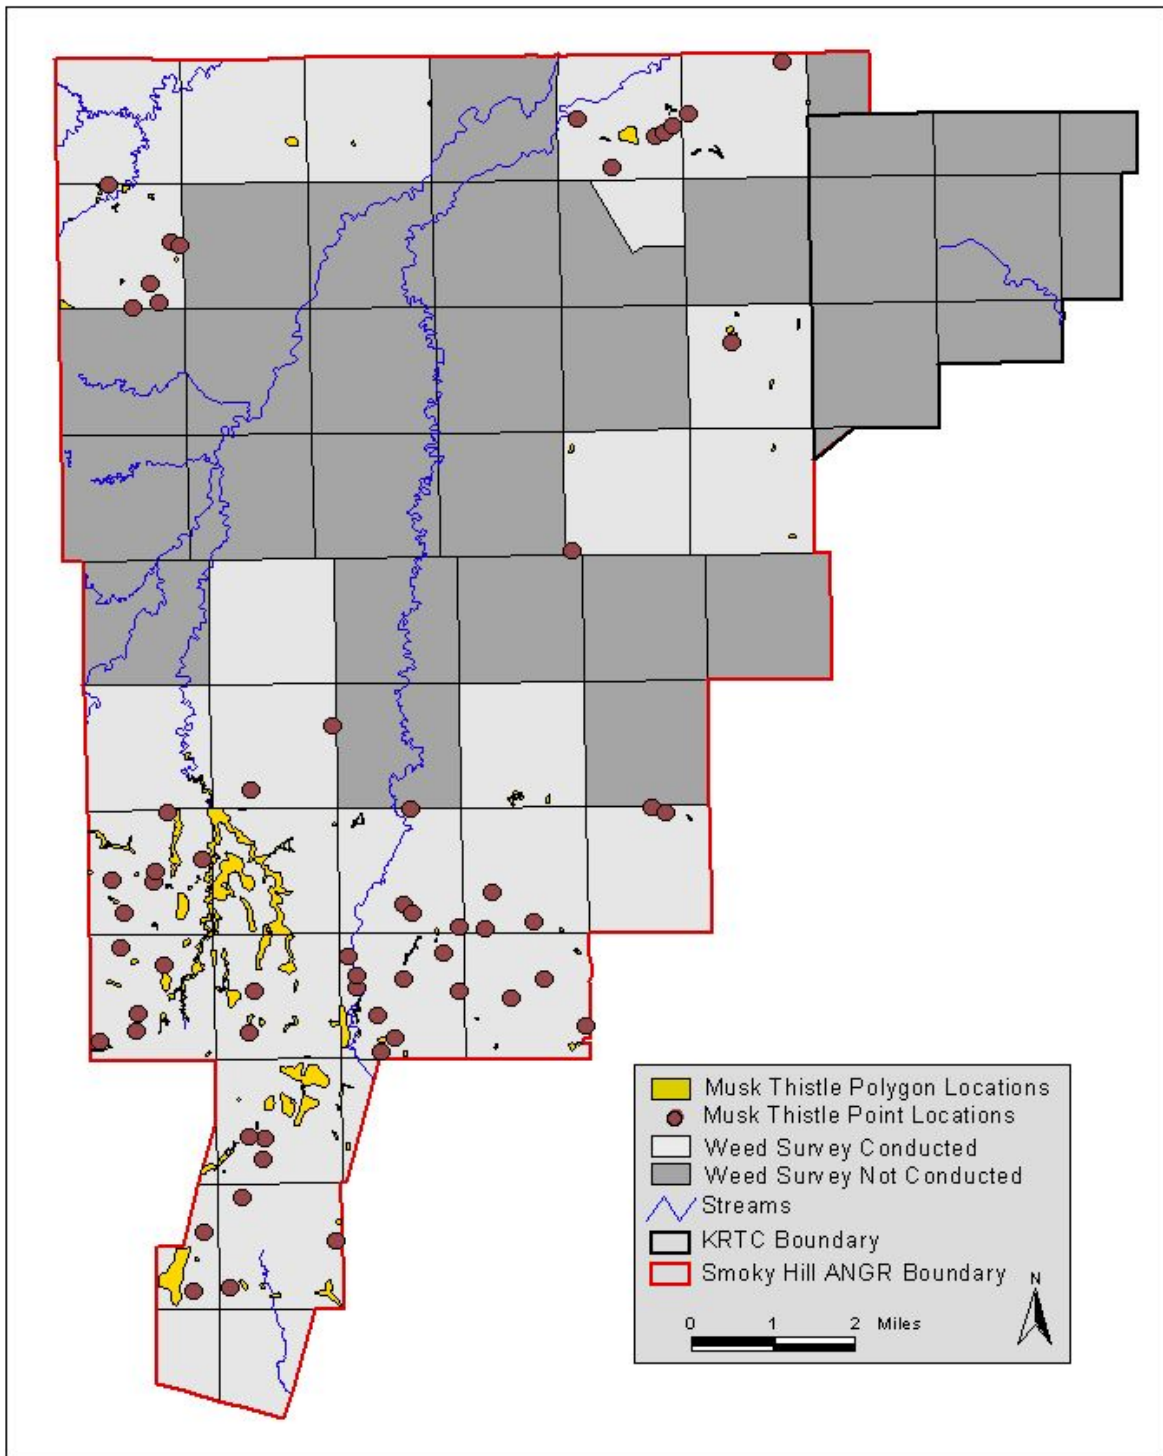 Musk Thistle Polygon Locations
Musk Thistle Point Locations
Weed Survey Conducted
Weed Survey Not Conducted
Streams
KRTC Boundary
Smoky Hill ANGR Boundary
N
0 1 2 Miles